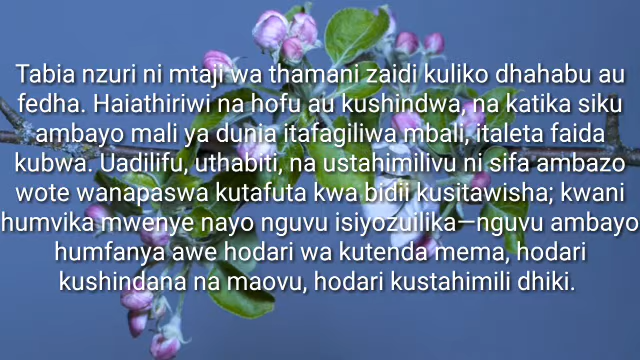 Tabia nzuri ni mtaji wa thamani zaidi kuliko dhahabu au
fedha. Haiathiriwi na hofu au kushindwa, na katika siku
ambayo mali ya dunia itafagiliwa mbali, italeta faida
kubwa. Uadilifu, uthabiti, na ustahimilivu ni sifa ambazo
wote wanapaswa kutafuta kwa bidii kusitawisha; kwani
humvika mwenye nayo nguvu isiyozuilika—nguvu ambayo
humfanya awe hodari wa kutenda mema, hodari
kushindana na maovu, hodari kustahimili dhiki.